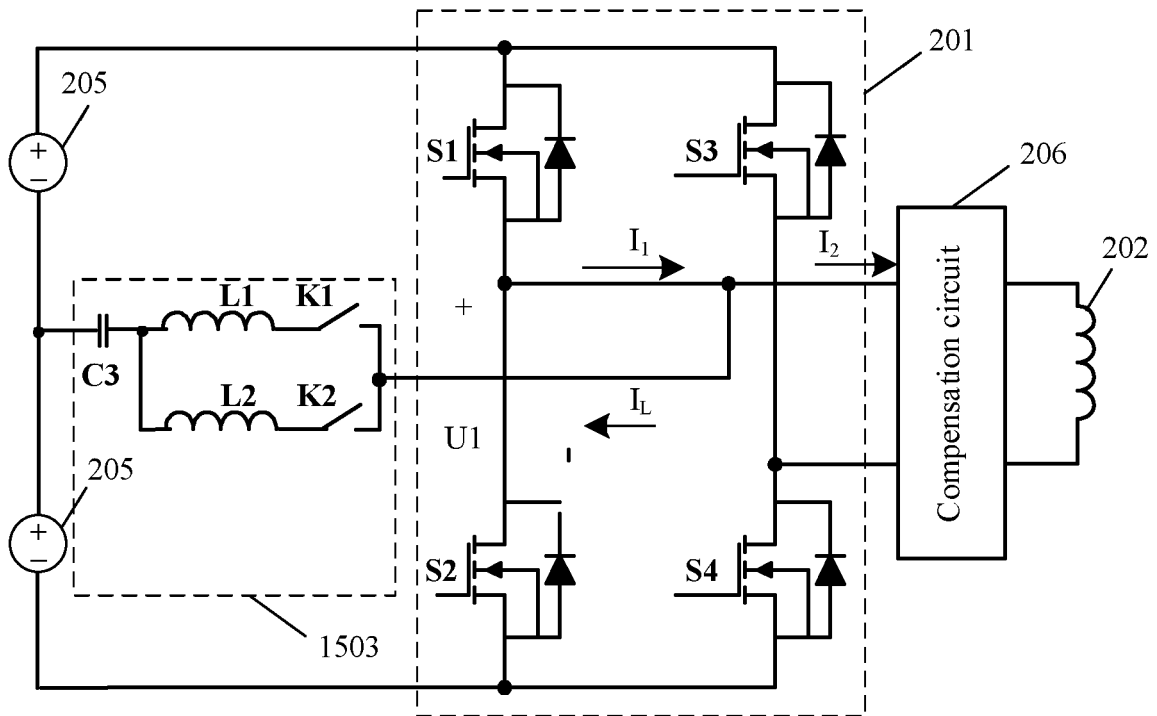 205
+
−
S1
S3
201
206
I1
I2
202
L1
K1
+
C3
L2
K2
IL
U1
Compensation circuit
205
+
−
S2
S4
1503